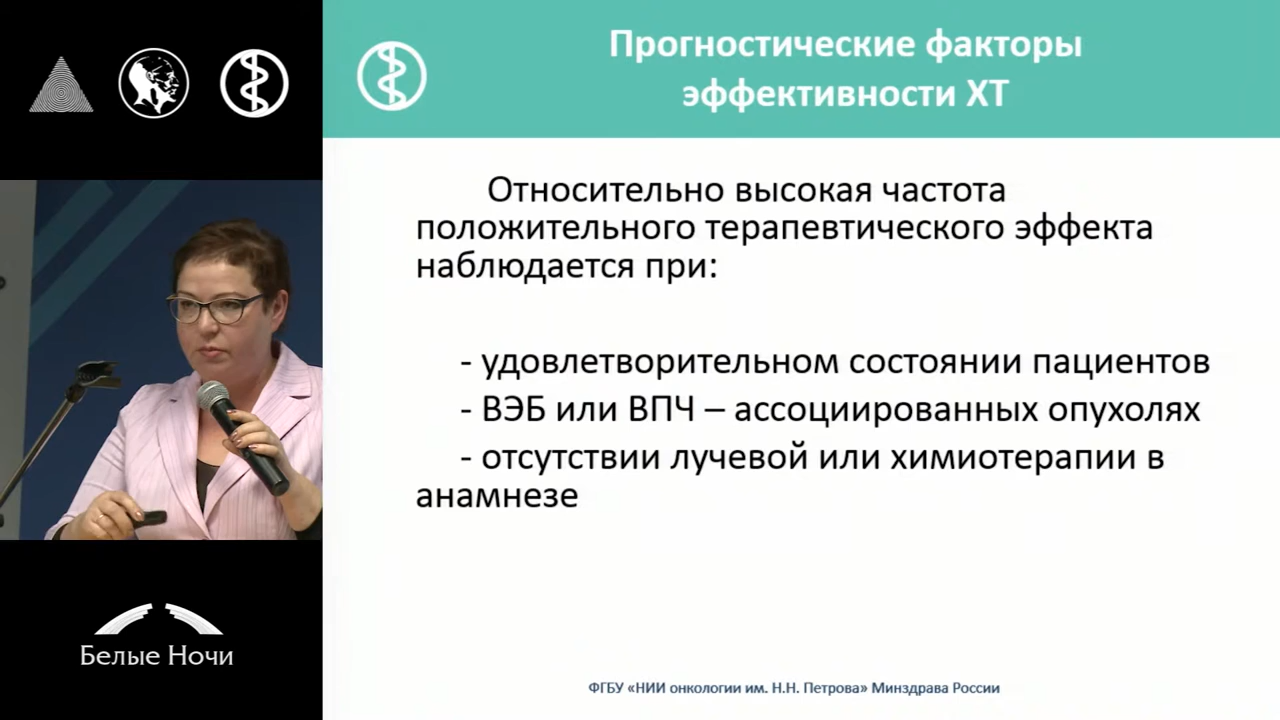 Прогностические факторы
эффективности ХТ
Относительно высокая частота
положительного терапевтического эффекта
наблюдается при:
- удовлетворительном состоянии пациентов
- ВЭБ или ВПЧ – ассоциированных опухолях
- отсутствии лучевой или химиотерапии в
анамнезе
Белые Ночи
ФГБУ «НИИ онкологии им. Н.Н. Петрова» Минздрава России